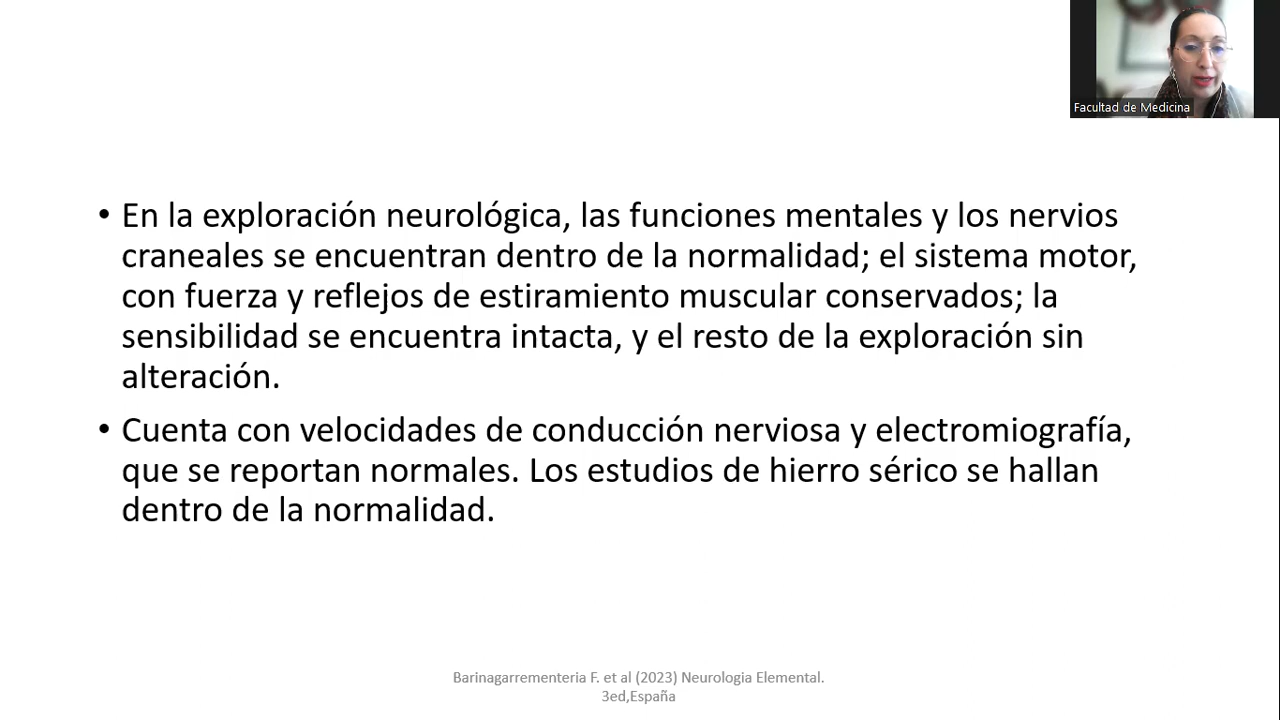 Facultad de Medicina
• En la exploración neurológica, las funciones mentales y los nervios
craneales se encuentran dentro de la normalidad; el sistema motor,
con fuerza y reflejos de estiramiento muscular conservados; la
sensibilidad se encuentra intacta, y el resto de la exploración sin
alteración.
• Cuenta con velocidades de conducción nerviosa y electromiografía,
que se reportan normales. Los estudios de hierro sérico se hallan
dentro de la normalidad.
Barinagarrementeria F. et al (2023) Neurologia Elemental.
3ed,España